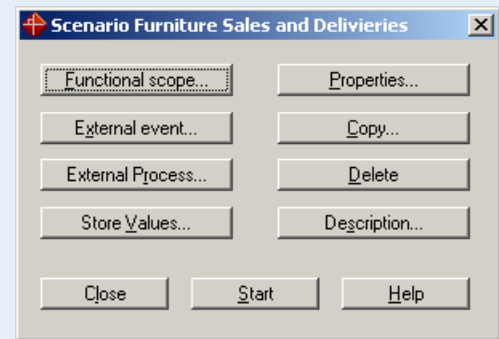 Scenario Furniture Sales and Delivieries
Functional scope... Properties...
External event... Copy...
External Process... Delete
Store Values... Description...
Close Start Help